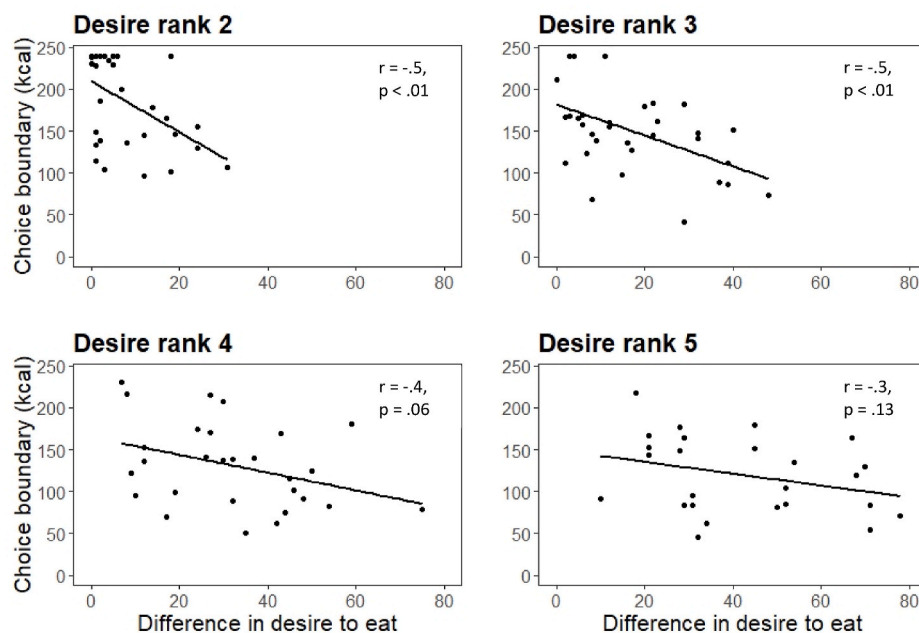 Desire rank 2
Desire rank 3
Choice boundary (kcal)
250
200
150
100
50
0
r = -.5,
p < .01
0
20
40
60
80
250
200
150
100
50
0
r = -.5,
p < .01
0
20
40
60
80
Desire rank 4
Desire rank 5
Choice boundary (kcal)
250
200
150
100
50
0
r = -.4,
p = .06
0
20
40
60
80
Difference in desire to eat
250
200
150
100
50
0
r = -.3,
p = .13
0
20
40
60
80
Difference in desire to eat